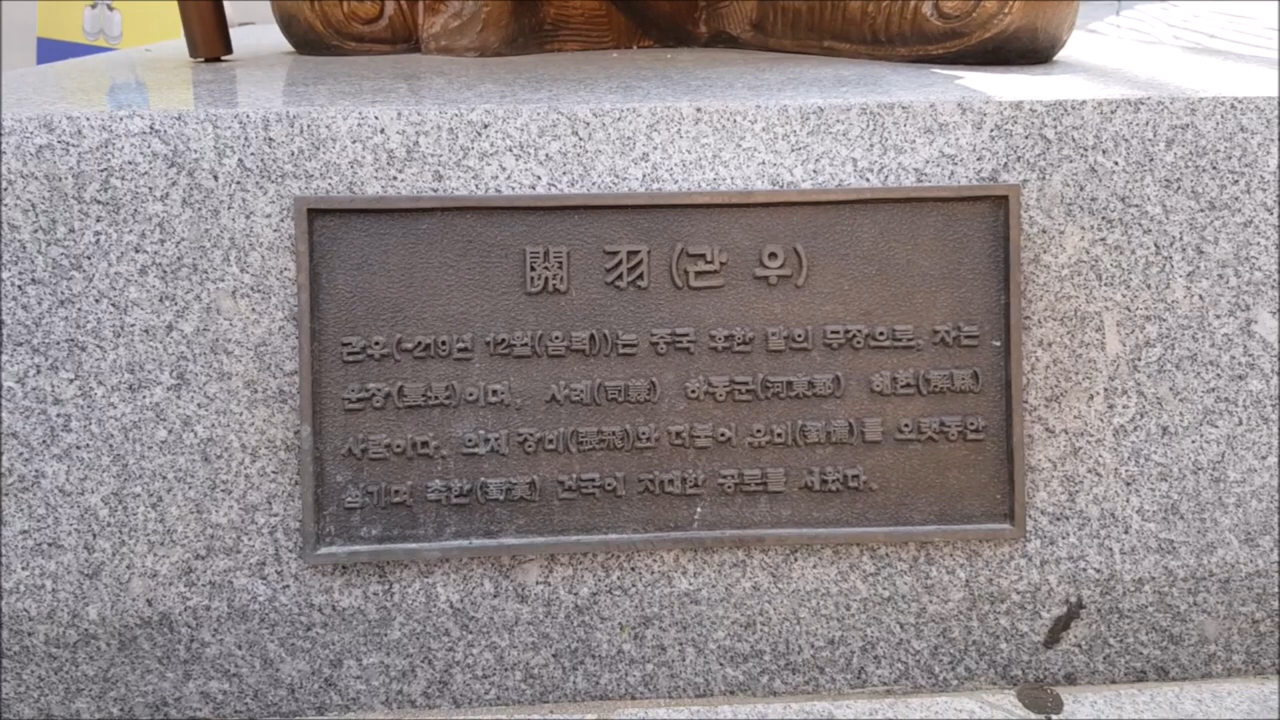 關 羽 (관 우)
관우(~219년 12월(음력))는 중국 후한 말의 무장으로, 자는
운장(雲長)이며, 사례(司隸) 하동군(河東郡) 해현(解縣)
사람이다. 의제 장비(張飛)와 더불어 유비(劉備)를 오랫동안
섬기며 촉한(蜀漢) 건국에 지대한 공로를 세웠다.